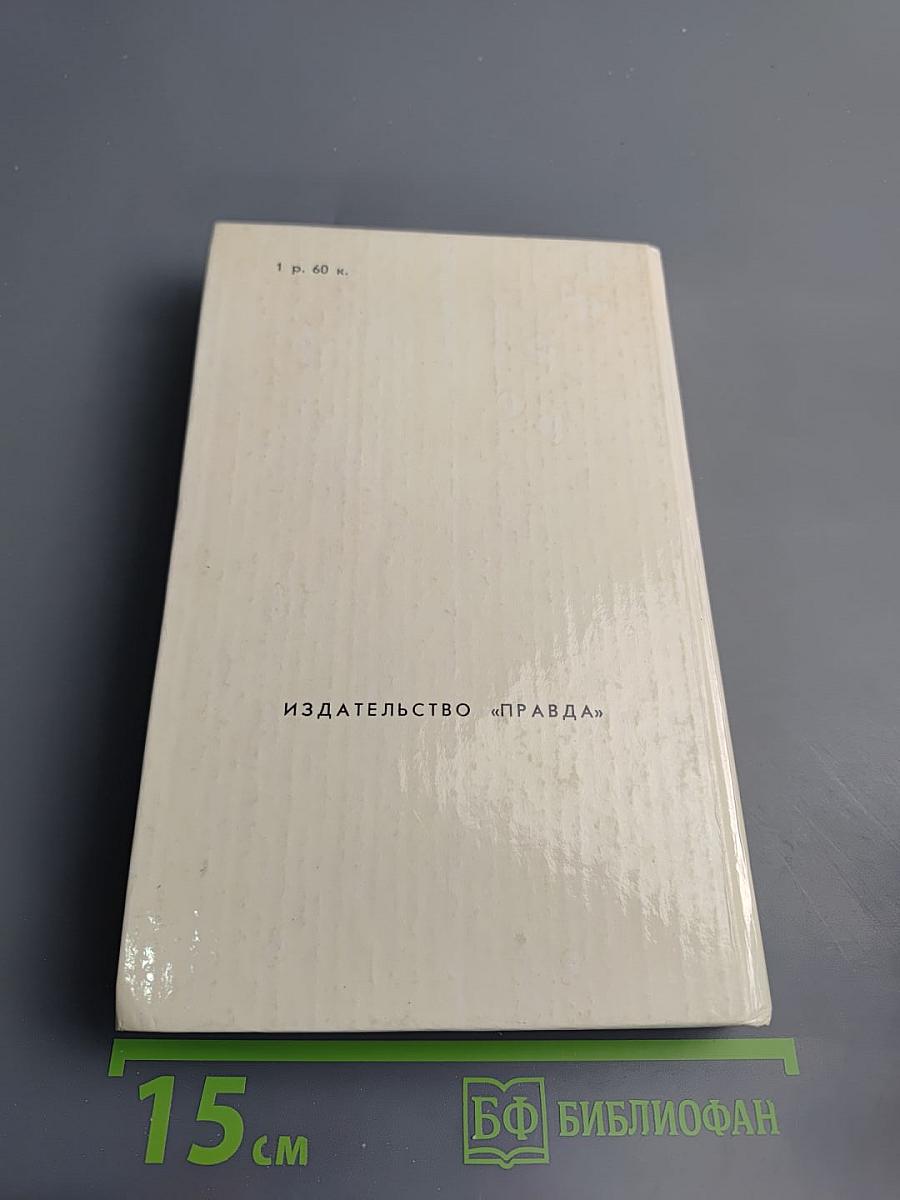 1 р. 60 к.
ИЗДАТЕЛЬСТВО «ПРАВДА»
15 см
БФ БИБЛИОФАН